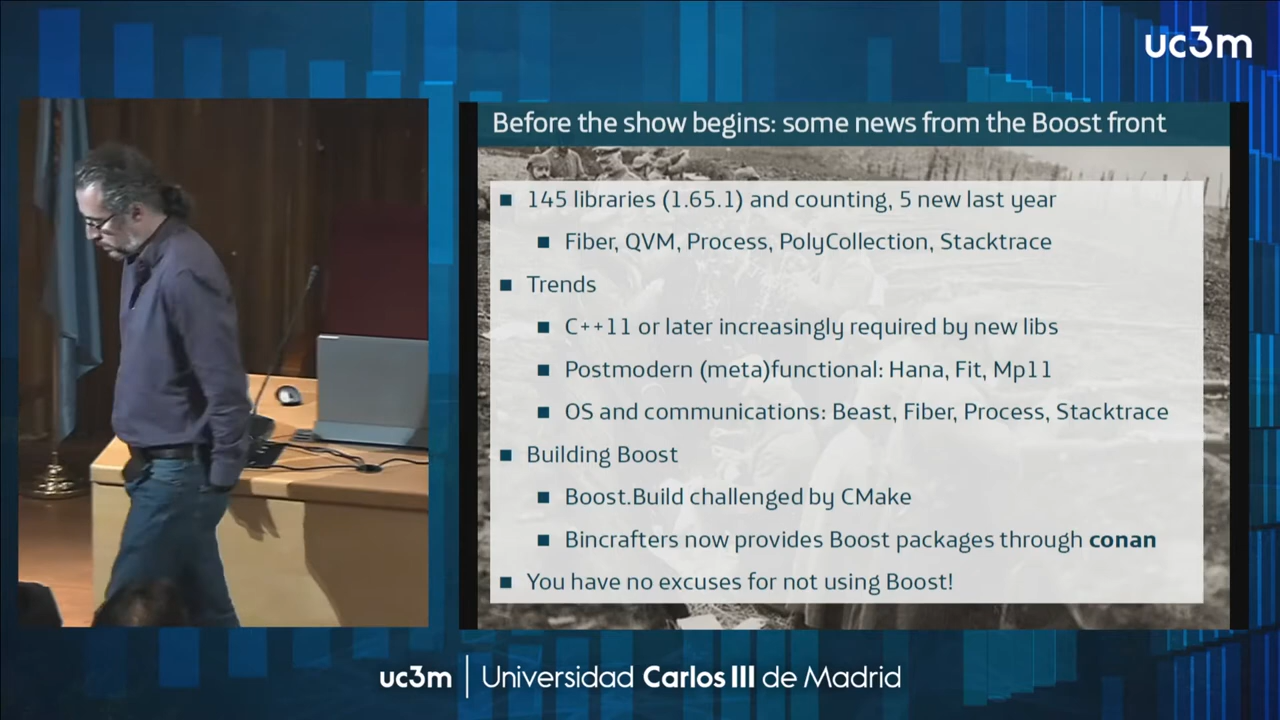 uc3m
Before the show begins: some news from the Boost front
■ 145 libraries (1.65.1) and counting, 5 new last year
■ Fiber, QVM, Process, PolyCollection, Stacktrace
■ Trends
■ C++11 or later increasingly required by new libs
■ Postmodern (meta)functional: Hana, Fit, Mp11
■ OS and communications: Beast, Fiber, Process, Stacktrace
■ Building Boost
■ Boost.Build challenged by CMake
■ Bincrafters now provides Boost packages through conan
■ You have no excuses for not using Boost!
uc3m | Universidad Carlos III de Madrid